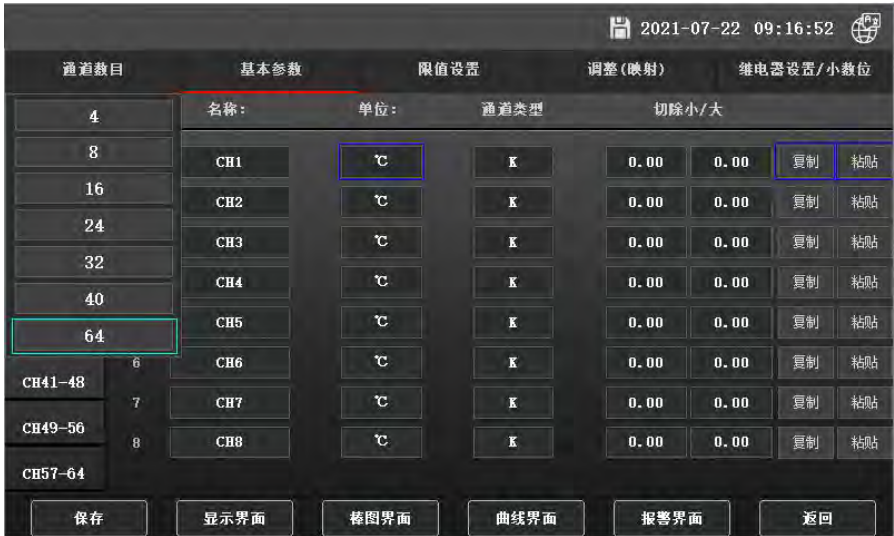 2021-07-22 09:16:52
通道数目 基本参数 限值设置 调整(映射) 继电器设置/小数位
4 名称: 单位: 通道类型 切除小/大
8 CH1 ℃ K 0.00 0.00 复制 粘贴
16 CH2 ℃ K 0.00 0.00 复制 粘贴
24 CH3 ℃ K 0.00 0.00 复制 粘贴
32 CH4 ℃ K 0.00 0.00 复制 粘贴
40
64 CH5 ℃ K 0.00 0.00 复制 粘贴
6 CH6 ℃ K 0.00 0.00 复制 粘贴
CH41-48
7 CH7 ℃ K 0.00 0.00 复制 粘贴
CH49-56
8 CH8 ℃ K 0.00 0.00 复制 粘贴
CH57-64
保存 显示界面 棒图界面 曲线界面 报警界面 返回